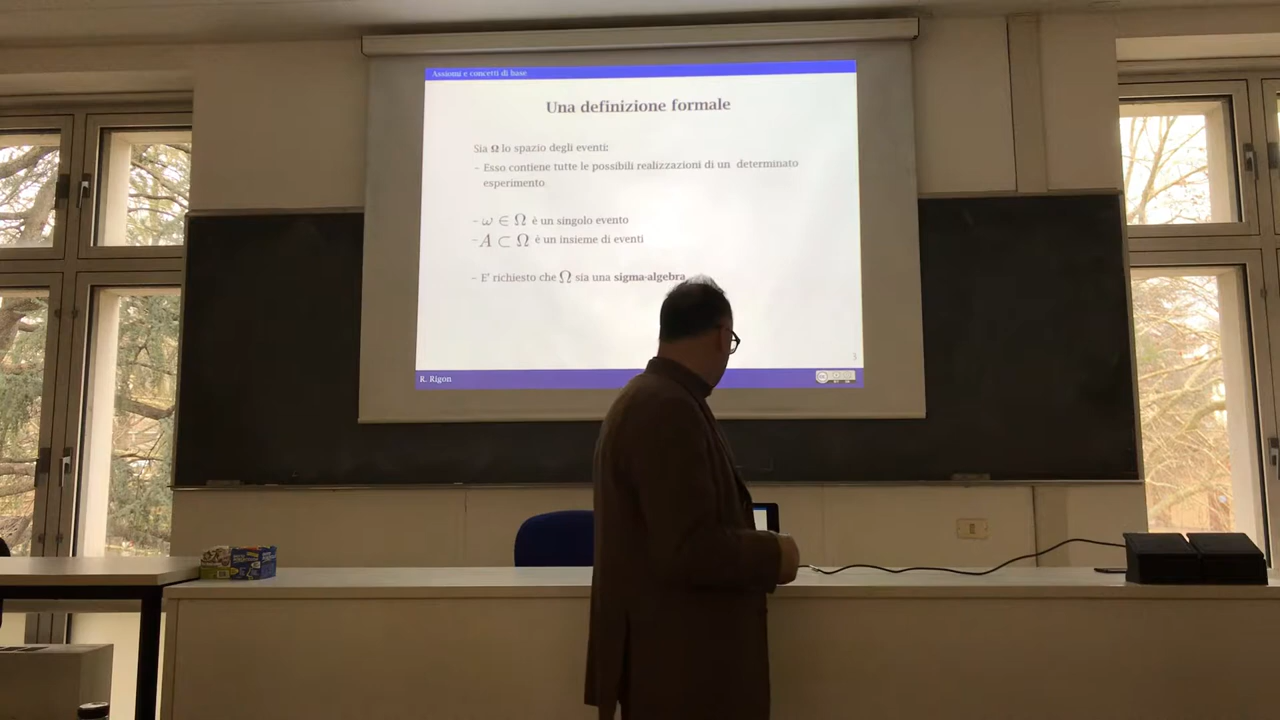 Assiomi e concetti di base
Una definizione formale
Sia Ω lo spazio degli eventi:
– Esso contiene tutte le possibili realizzazioni di un determinato
esperimento
– ω ∈ Ω è un singolo evento
– A ⊂ Ω è un insieme di eventi
– E' richiesto che Ω sia una sigma-algebra
3
R. Rigon